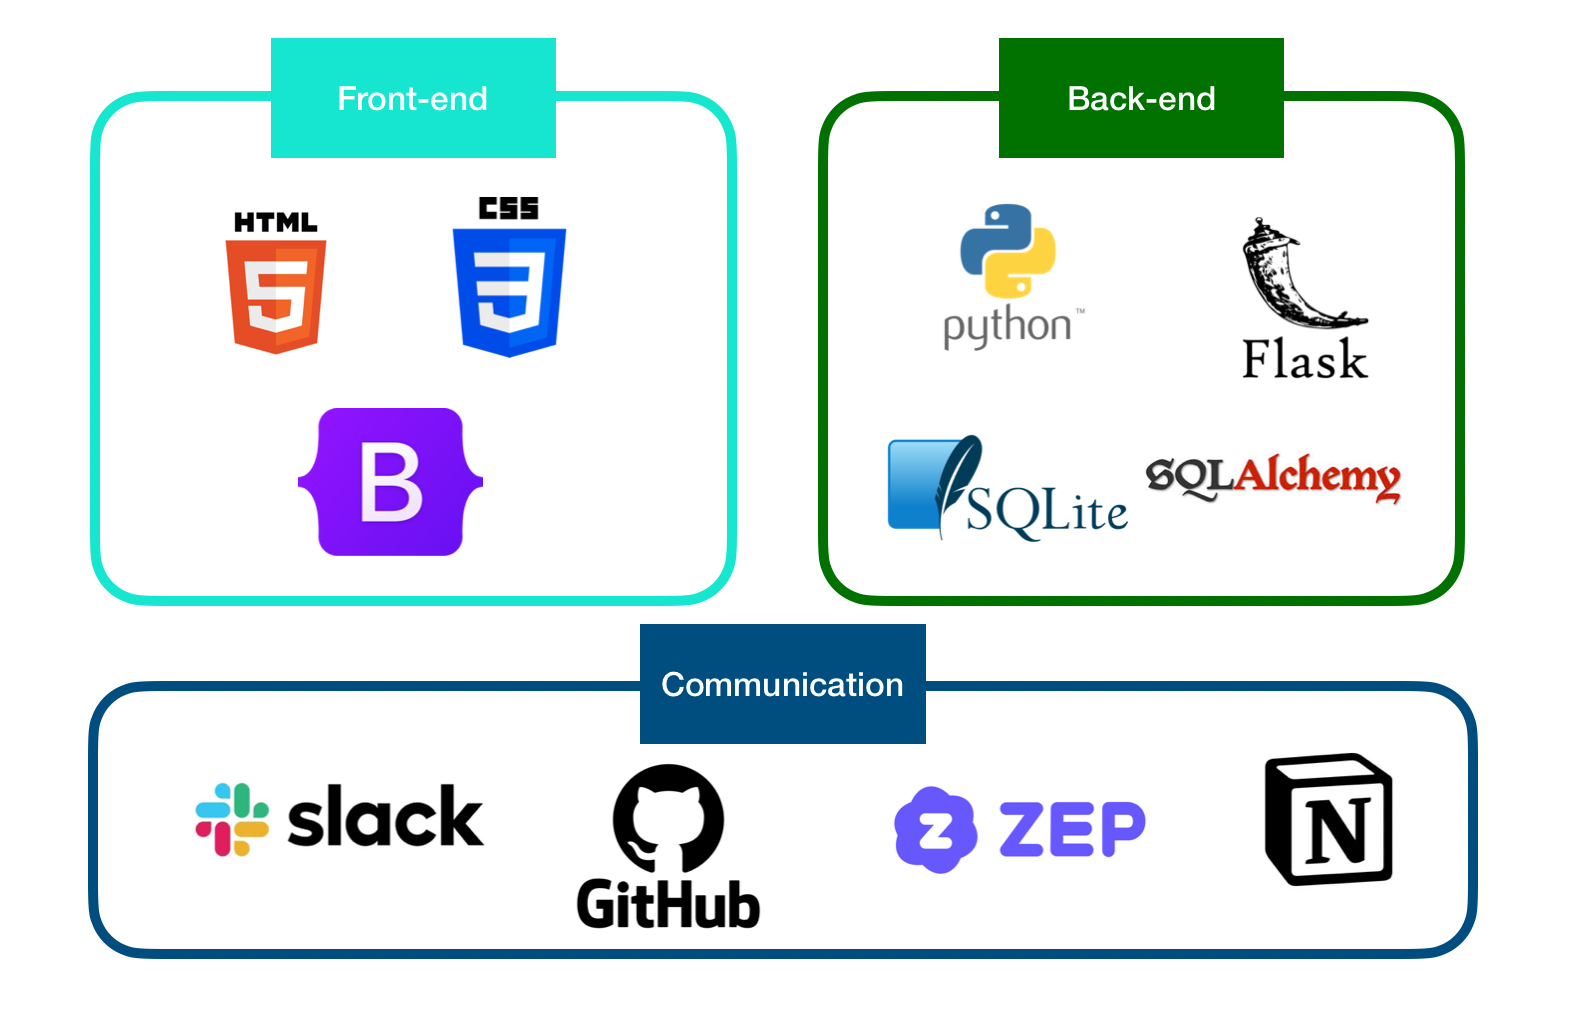 Front-end
Back-end
HTML
5
CSS
3
python™
Flask
B
SQLite
SQLAlchemy
Communication
slack
GitHub
Z ZEP
N